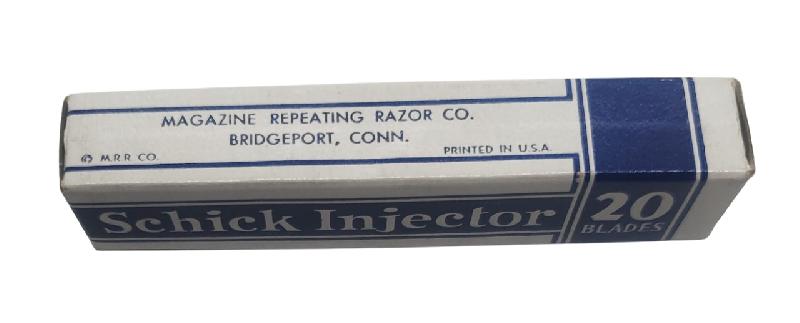 MAGAZINE REPEATING RAZOR CO.
BRIDGEPORT, CONN.
© M.R.R CO.
PRINTED IN U.S.A.
Schick Injector
20
BLADES